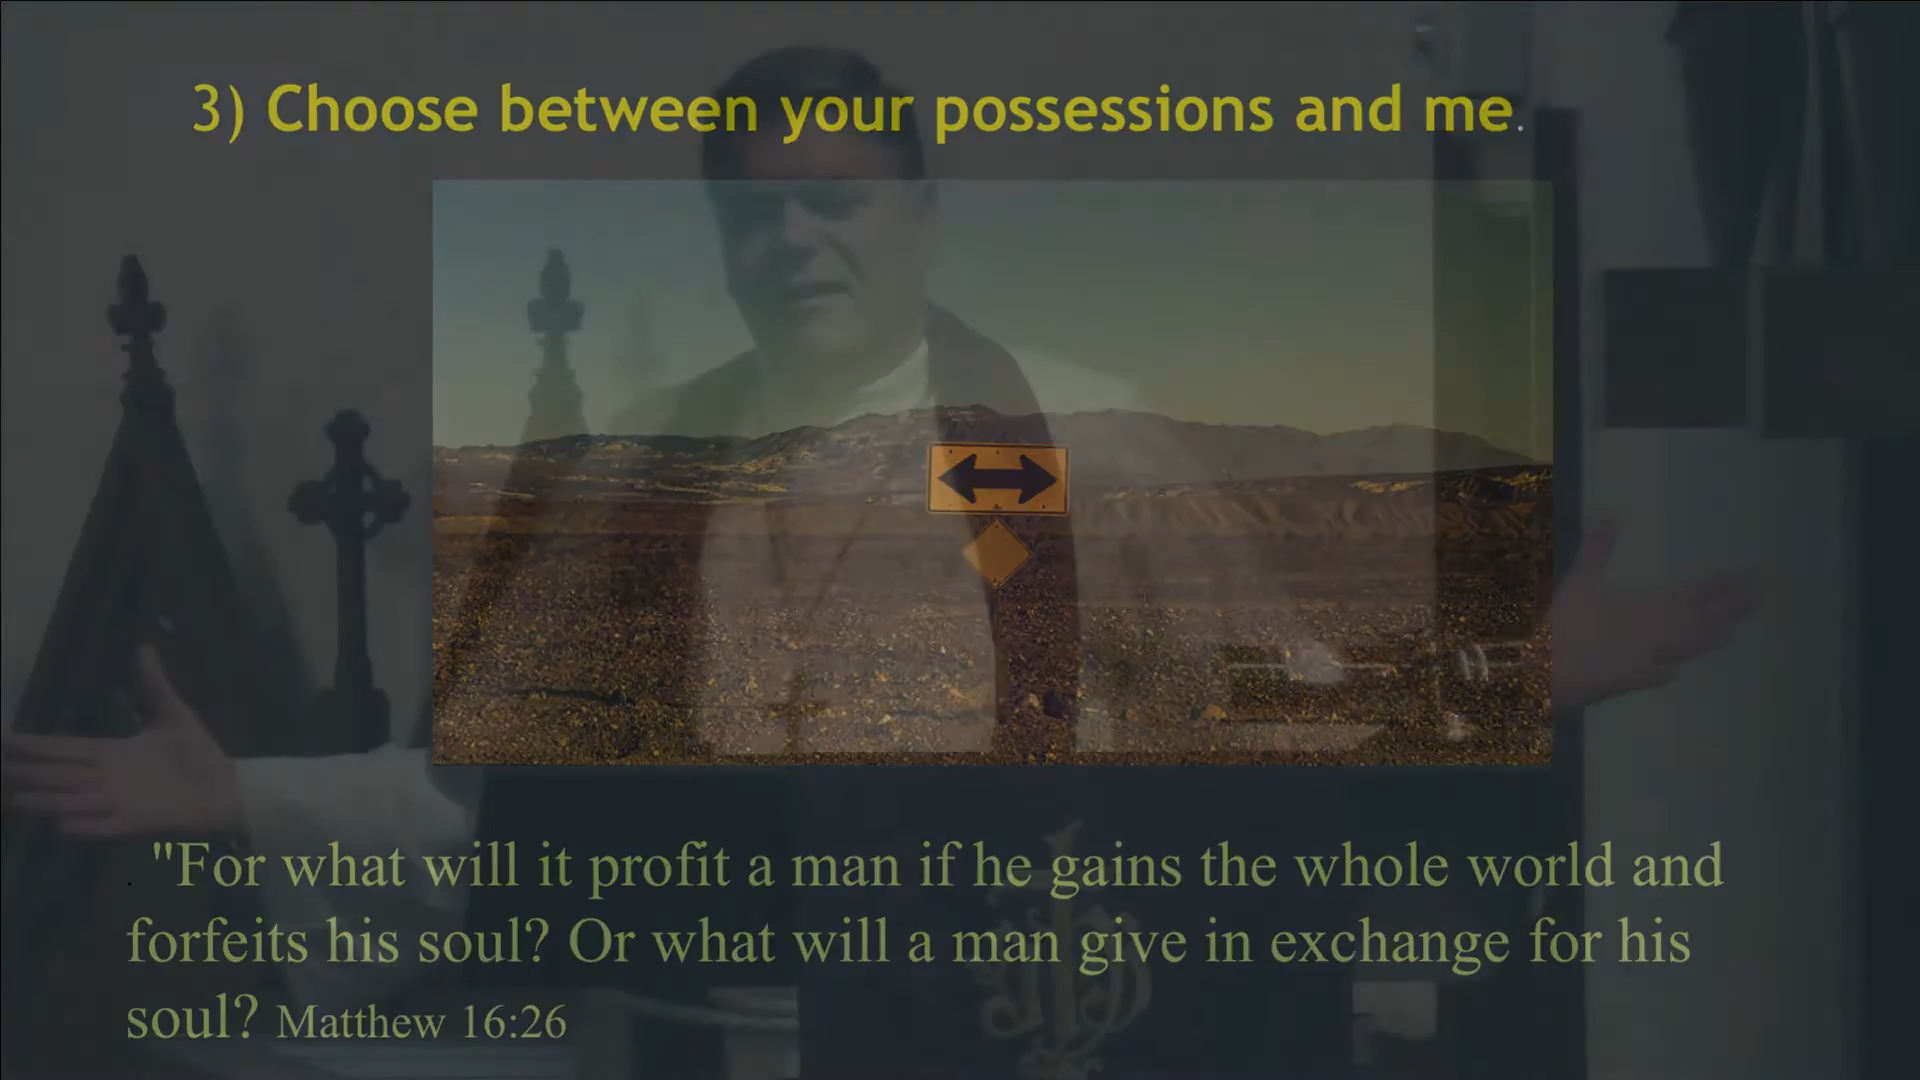 3) Choose between your possessions and me.
"For what will it profit a man if he gains the whole world and
forfeits his soul? Or what will a man give in exchange for his
soul? Matthew 16:26